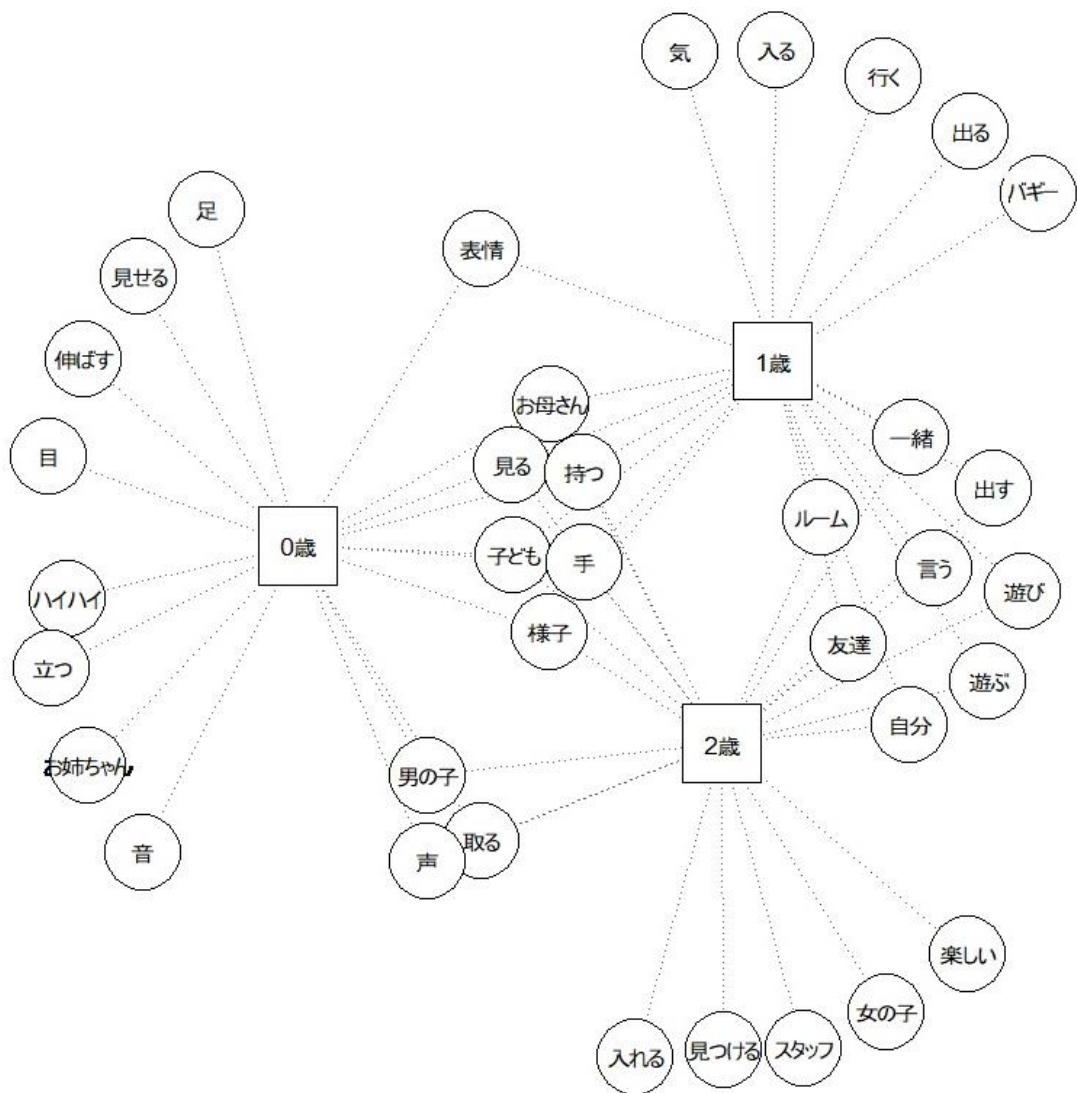 気
入る
行く
出る
バギー
足
表情
見せる
伸ばす
1歳
お母さん
一緒
目
見る
持つ
出す
ルーム
0歳
子ども
手
言う
遊び
ハイハイ
様子
友達
立つ
遊ぶ
自分
2歳
お姉ちゃん
男の子
取る
音
声
楽しい
女の子
スタッフ
見つける
入れる